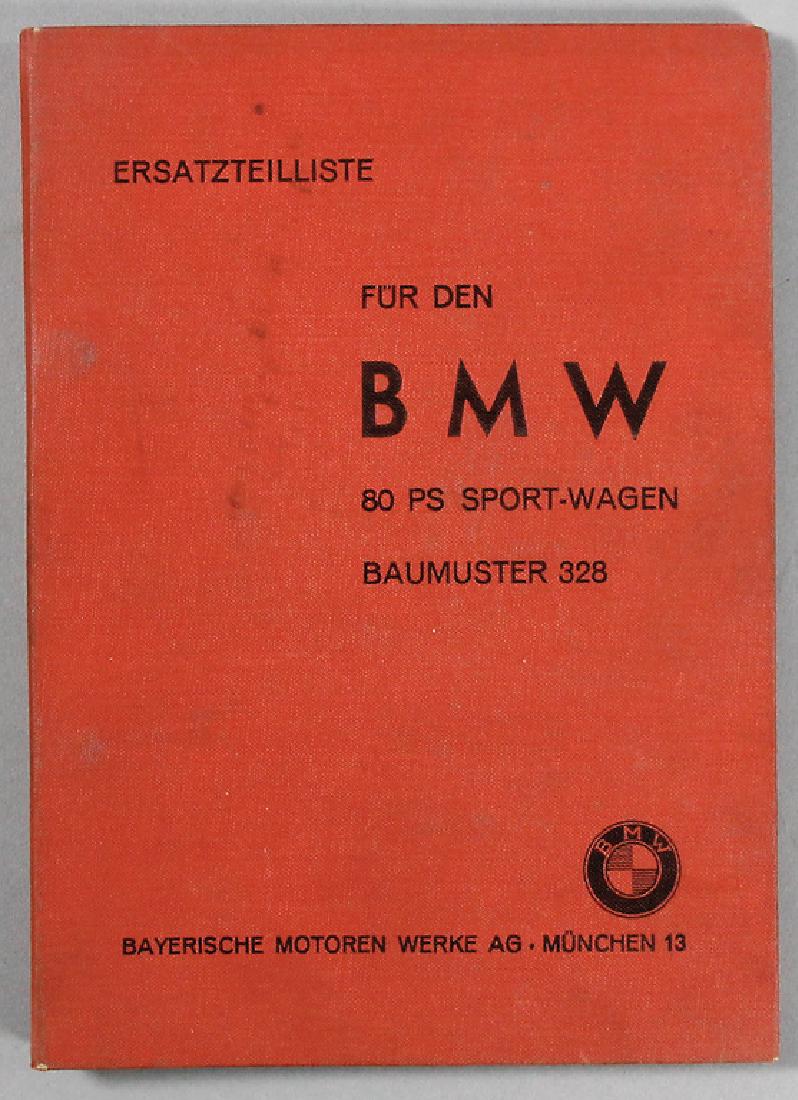 ERSATZTEILLISTE
FÜR DEN
BMW
80 PS SPORT-WAGEN
BAUMUSTER 328
BMW
BAYERISCHE MOTOREN WERKE AG. MÜNCHEN 13